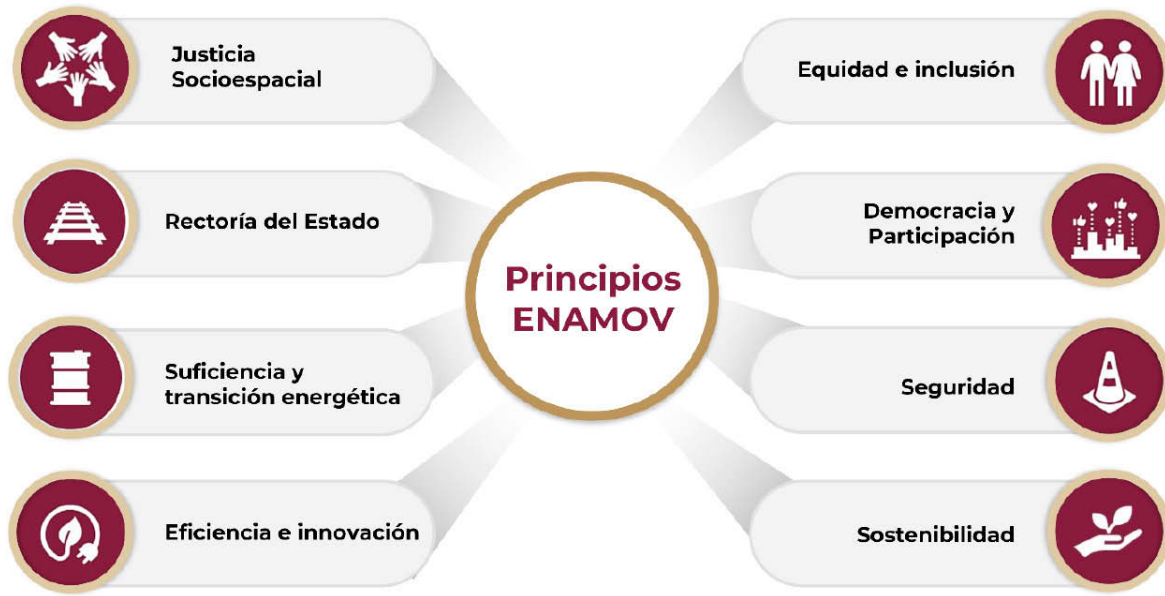 Justicia
Socioespacial
Rectoría del Estado
Suficiencia y
transición energética
Eficiencia e innovación
Principios
ENAMOV
Equidad e inclusión
Democracia y
Participación
Seguridad
Sostenibilidad